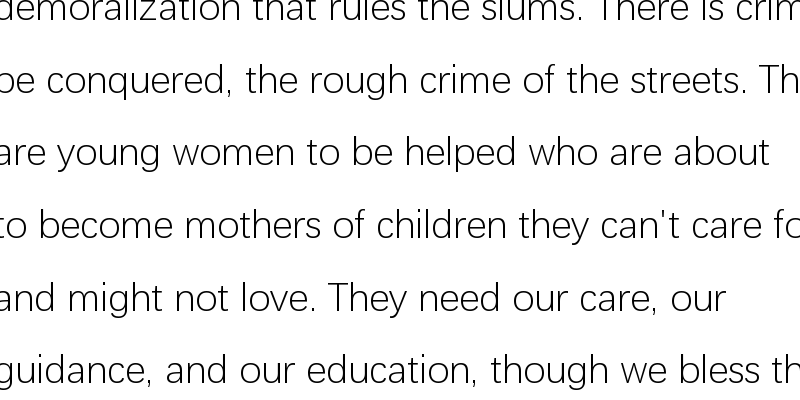 demoralization that rules the slums. There is crim
be conquered, the rough crime of the streets. Th
are young women to be helped who are about
to become mothers of children they can't care fo
and might not love. They need our care, our
guidance, and our education, though we bless th